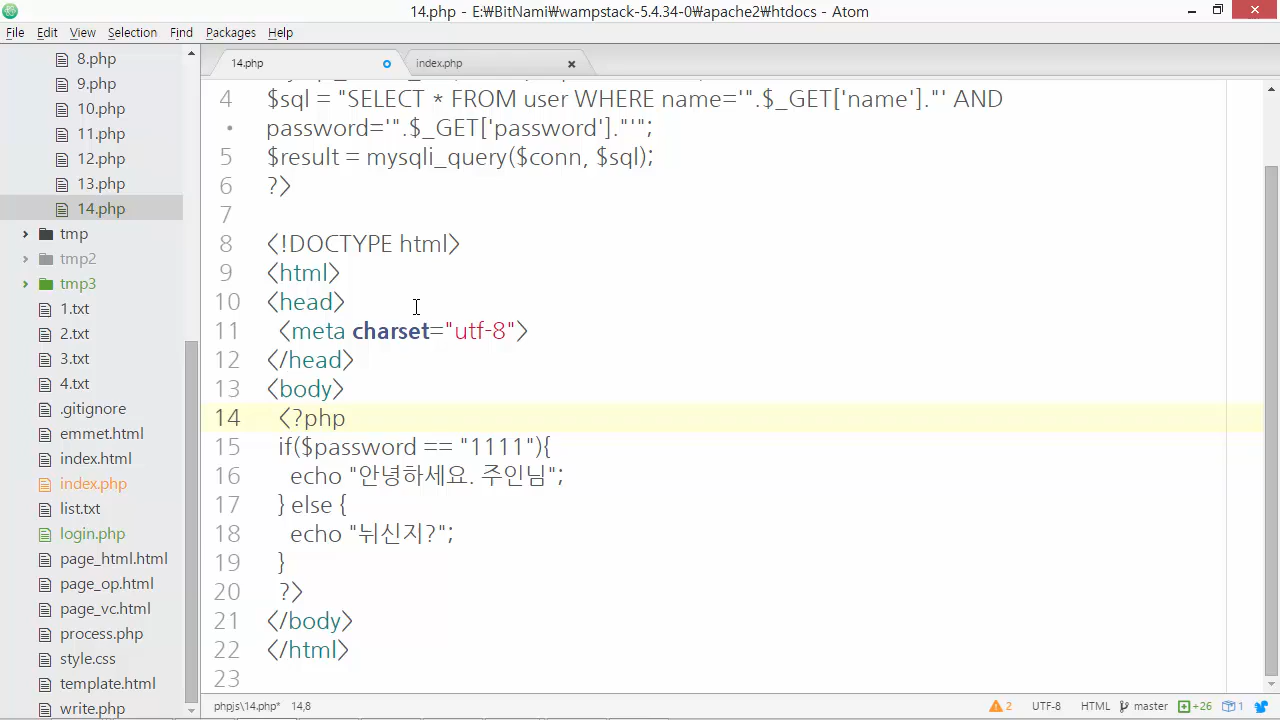 14.php - E:₩BitNami₩wampstack-5.4.34-0₩apache2₩htdocs - Atom
File Edit View Selection Find Packages Help
8.php
9.php
10.php
11.php
12.php
13.php
14.php
tmp
tmp2
tmp3
1.txt
2.txt
3.txt
4.txt
.gitignore
emmet.html
index.html
index.php
list.txt
login.php
page_html.html
page_op.html
page_vc.html
process.php
style.css
template.html
write.php
14.php index.php
4 $sql = "SELECT * FROM user WHERE name='".$_GET['name']."' AND
• password='".$_GET['password']."'";
5 $result = mysqli_query($conn, $sql);
6 ?>
7
8 <!DOCTYPE html>
9 <html>
10 <head>
11 <meta charset="utf-8">
12 </head>
13 <body>
14 <?php
15 if($password == "1111"){
16 echo "안녕하세요. 주인님";
17 } else {
18 echo "뉘신지?";
19 }
20 ?>
21 </body>
22 </html>
23
phpjs\14.php* 14,8 2 UTF-8 HTML master +26 1